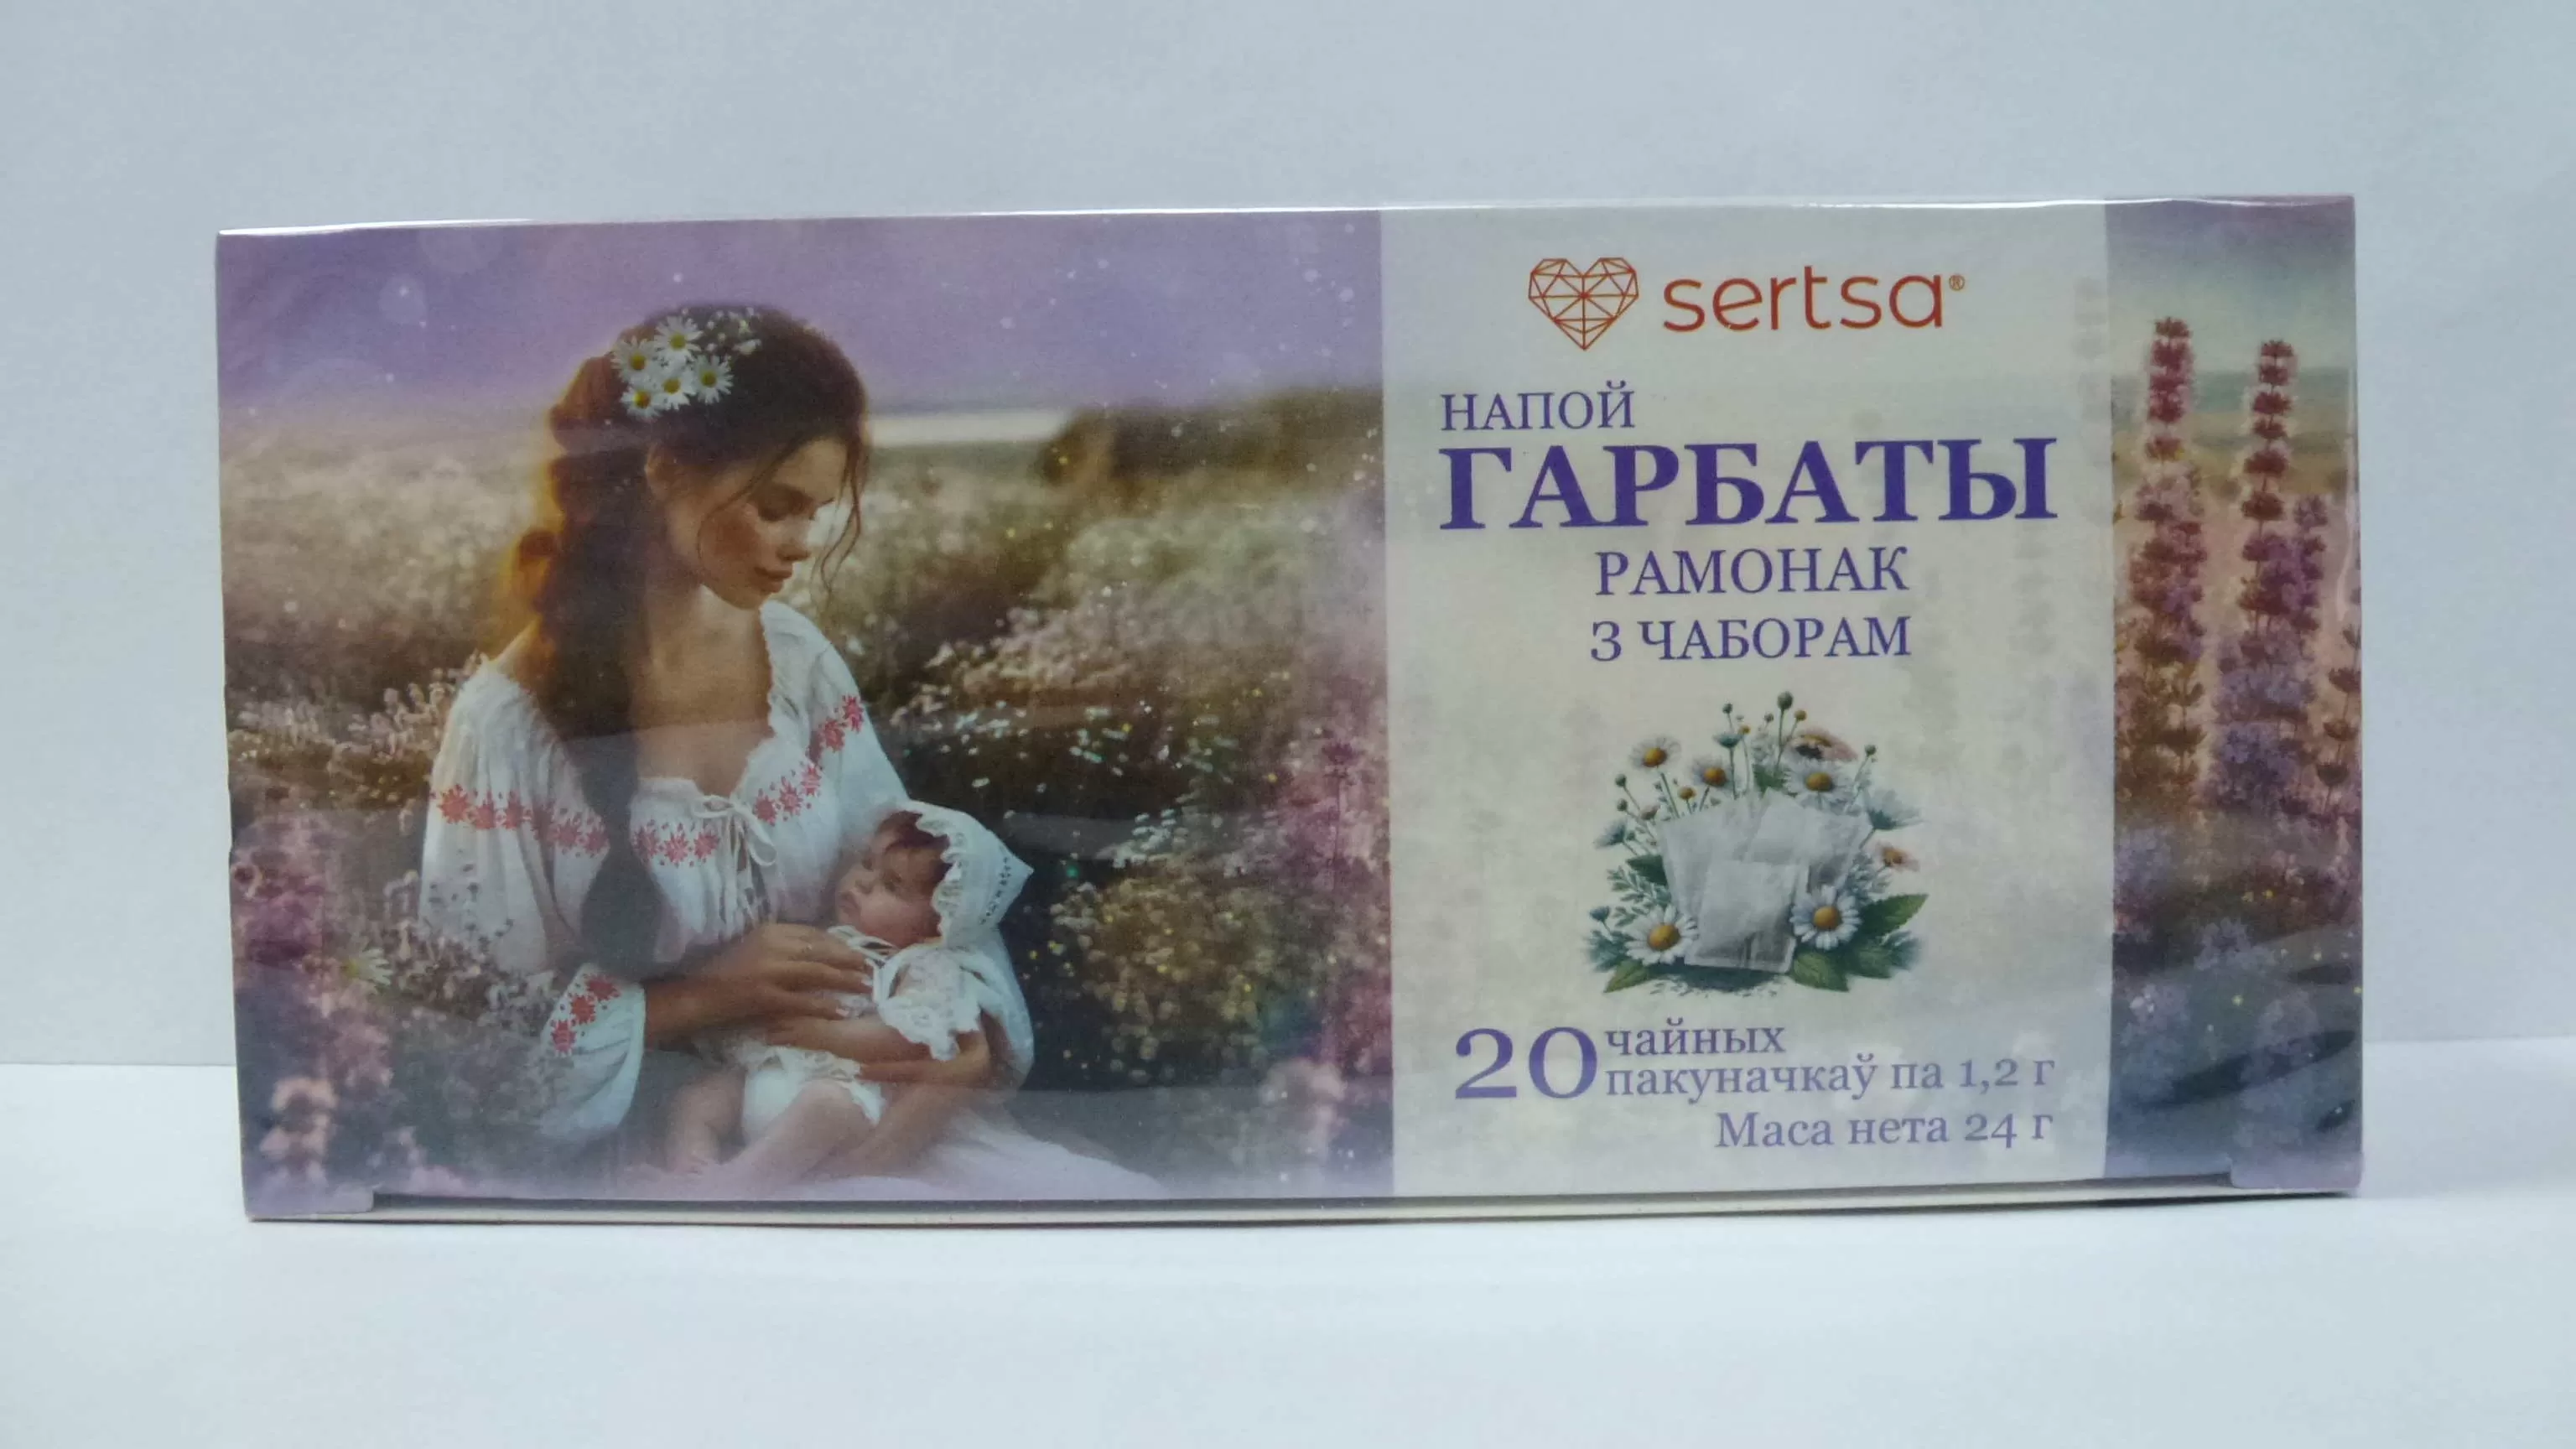 sertsa®
НАПОЙ
ГАРБАТЫ
РАМОНАК
З ЧАБОРАМ
20 чайных
пакуначкаў па 1,2 г
Маса нета 24 г